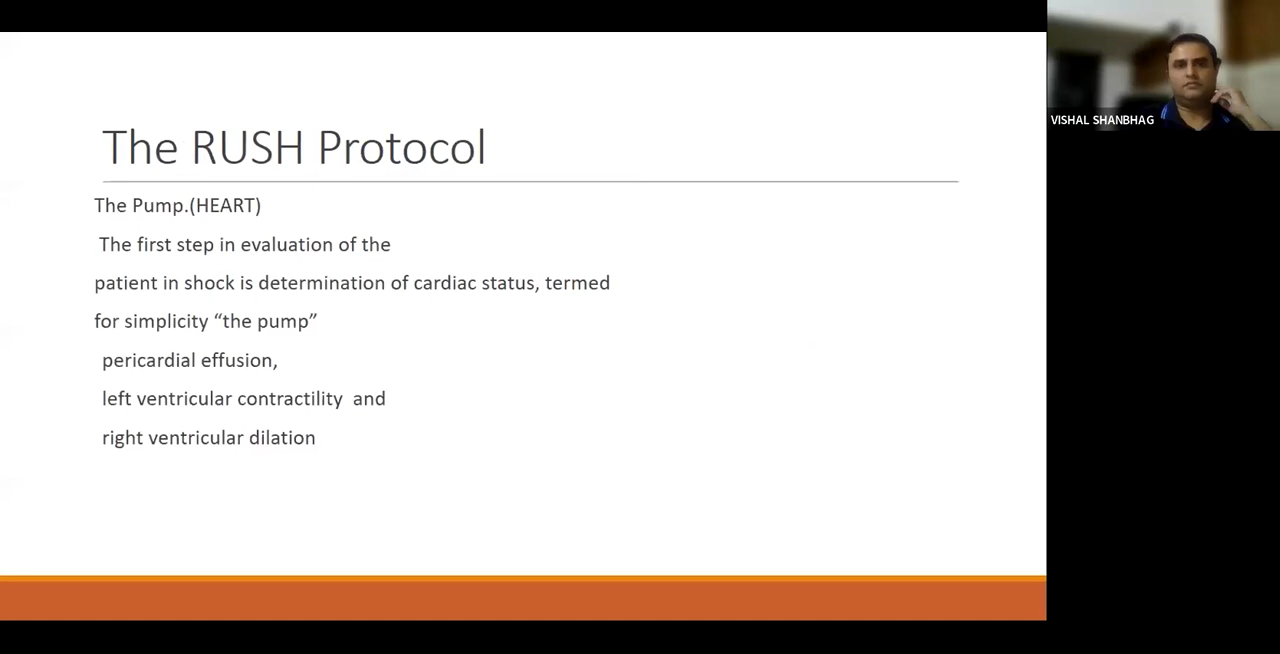 The RUSH Protocol
The Pump.(HEART)
The first step in evaluation of the
patient in shock is determination of cardiac status, termed
for simplicity “the pump”
pericardial effusion,
left ventricular contractility  and
right ventricular dilation
VISHAL SHANBHAG